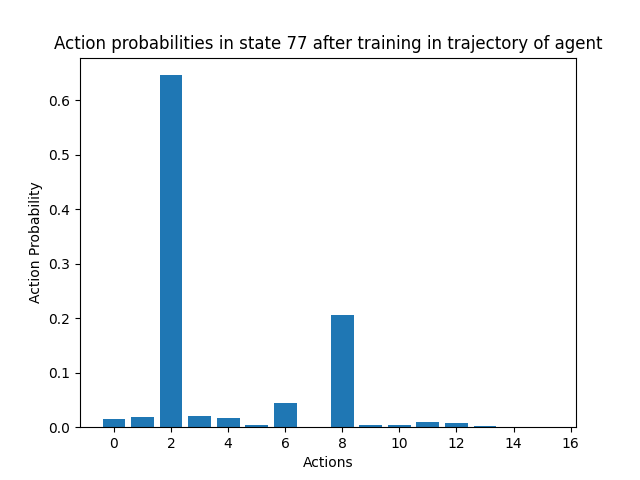 Action probabilities in state 77 after training in trajectory of agent
Action Probability
0.6
0.5
0.4
0.3
0.2
0.1
0.0
0 2 4 6 8 10 12 14 16
Actions